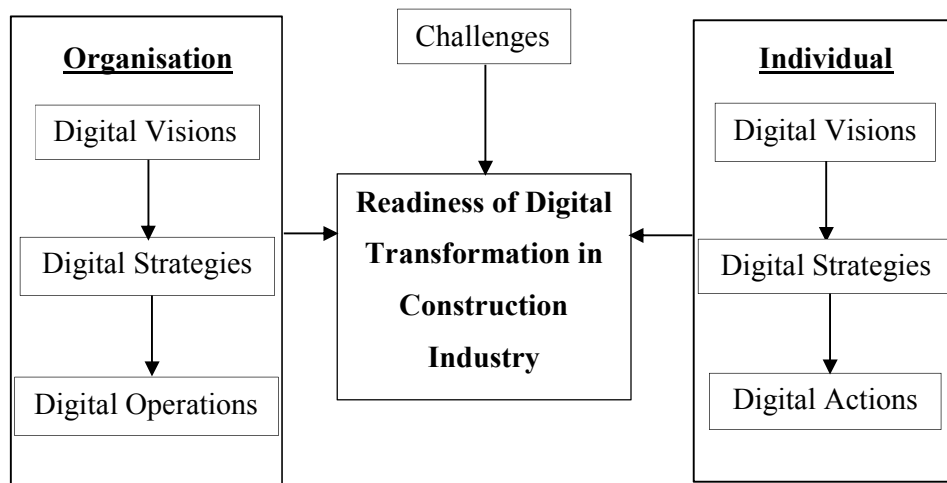 Organisation
Digital Visions
Digital Strategies
Digital Operations
Challenges
Readiness of Digital
Transformation in
Construction
Industry
Individual
Digital Visions
Digital Strategies
Digital Actions